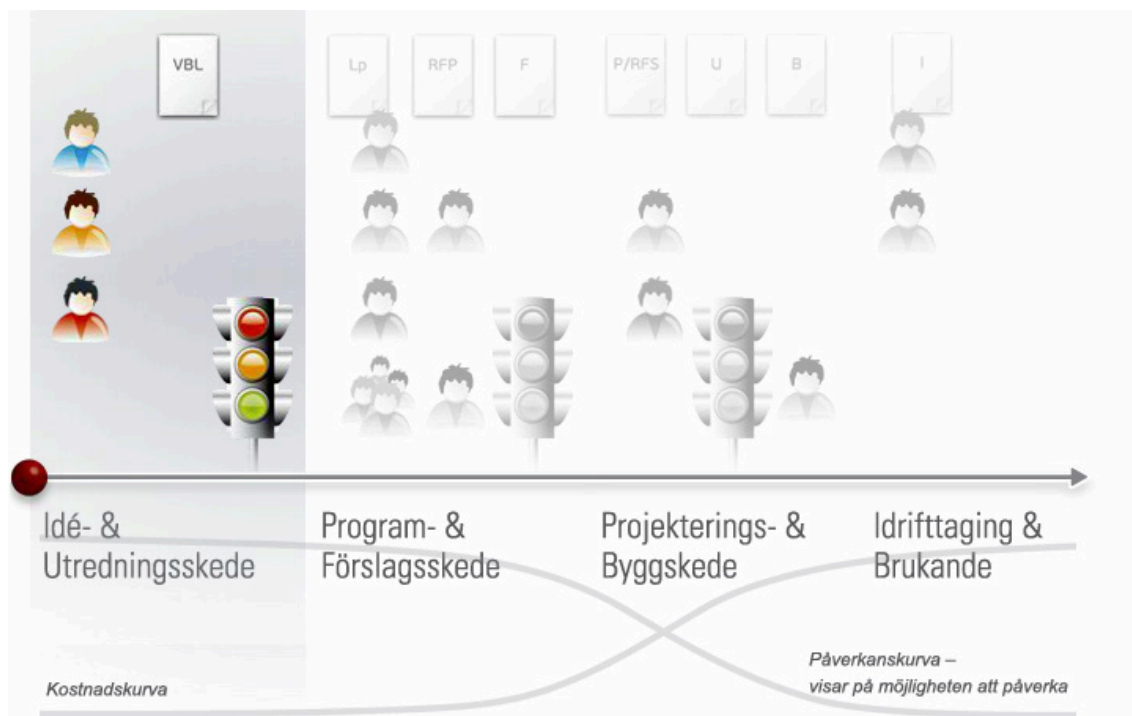 VBL
Lp
RFP
F
P/RFS
U
B
I
Idé- &
Utredningsskede
Program- &
Förslagsskede
Projekterings- &
Byggskede
Idrifttaging &
Brukande
Kostnadskurva
Påverkanskurva –
visar på möjligheten att påverka